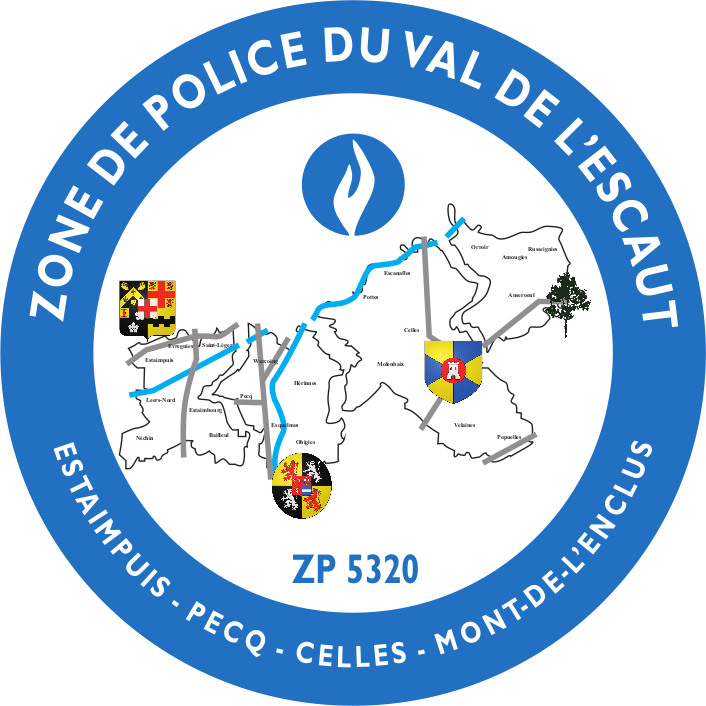 ZONE DE POLICE DU VAL DE L'ESCAUT
Orroir
Russeignies
Amougies
Escanaffles
Anseroeul
Pottes
Celles
Evregnies
Saint-Léger
Estaimpuis
Warcoing
Molenbaix
Hérinnes
Leers-Nord
Pecq
Estaimbourg
Esquelmes
Velaines
Néchin
Bailleul
Obigies
Popuelles
ZP 5320
ESTAIMPUIS - PECQ - CELLES - MONT-DE-L'ENCLUS